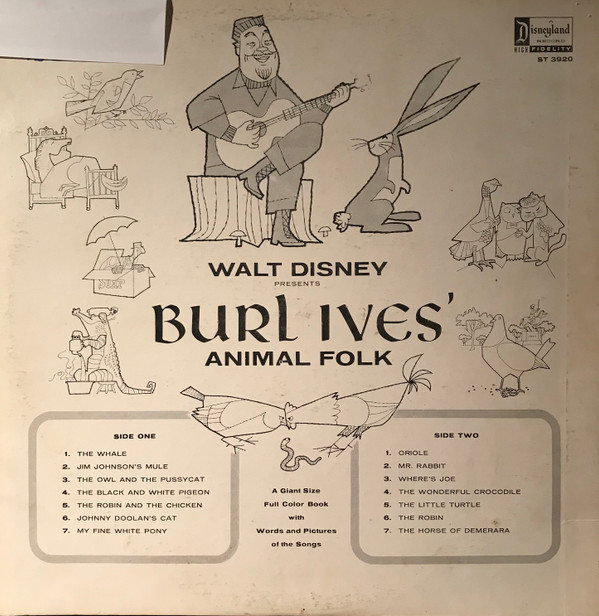 Disneyland
RECORD
HIGH FIDELITY
ST 3920
WALT DISNEY
PRESENTS
BURL IVES'
ANIMAL FOLK
SIDE ONE
1. THE WHALE
2. JIM JOHNSON'S MULE
3. THE OWL AND THE PUSSYCAT
4. THE BLACK AND WHITE PIGEON
5. THE ROBIN AND THE CHICKEN
6. JOHNNY DOOLAN'S CAT
7. MY FINE WHITE PONY
A Giant Size
Full Color Book
with
Words and Pictures
of the Songs
SIDE TWO
1. ORIOLE
2. MR. RABBIT
3. WHERE'S JOE
4. THE WONDERFUL CROCODILE
5. THE LITTLE TURTLE
6. THE ROBIN
7. THE HORSE OF DEMERARA